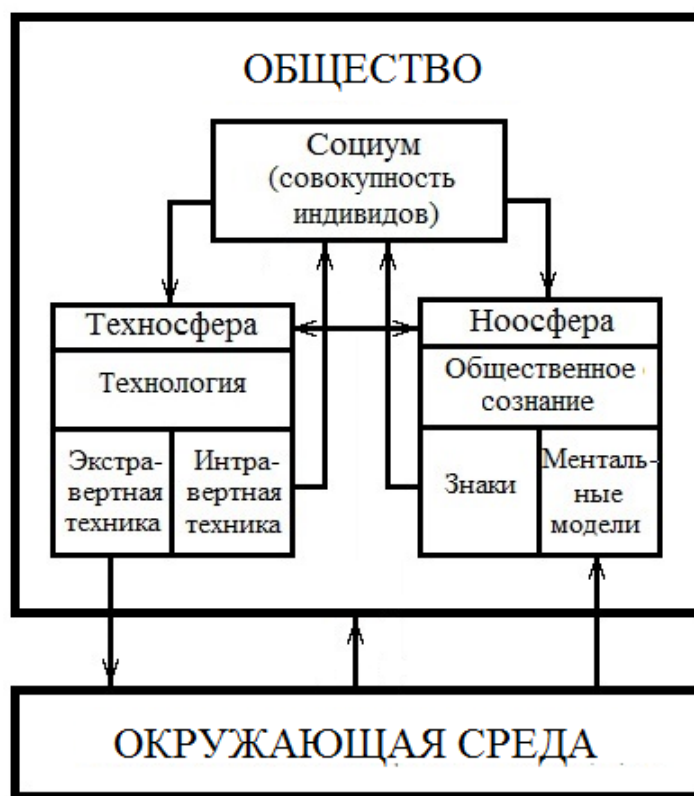 ОБЩЕСТВО
Социум
(совокупность
индивидов)
Техносфера
Технология
Экстра-
вертная
техника
Интра-
вертная
техника
Ноосфера
Общественное
сознание
Знаки
Менталь-
ные
модели
ОКРУЖАЮЩАЯ СРЕДА